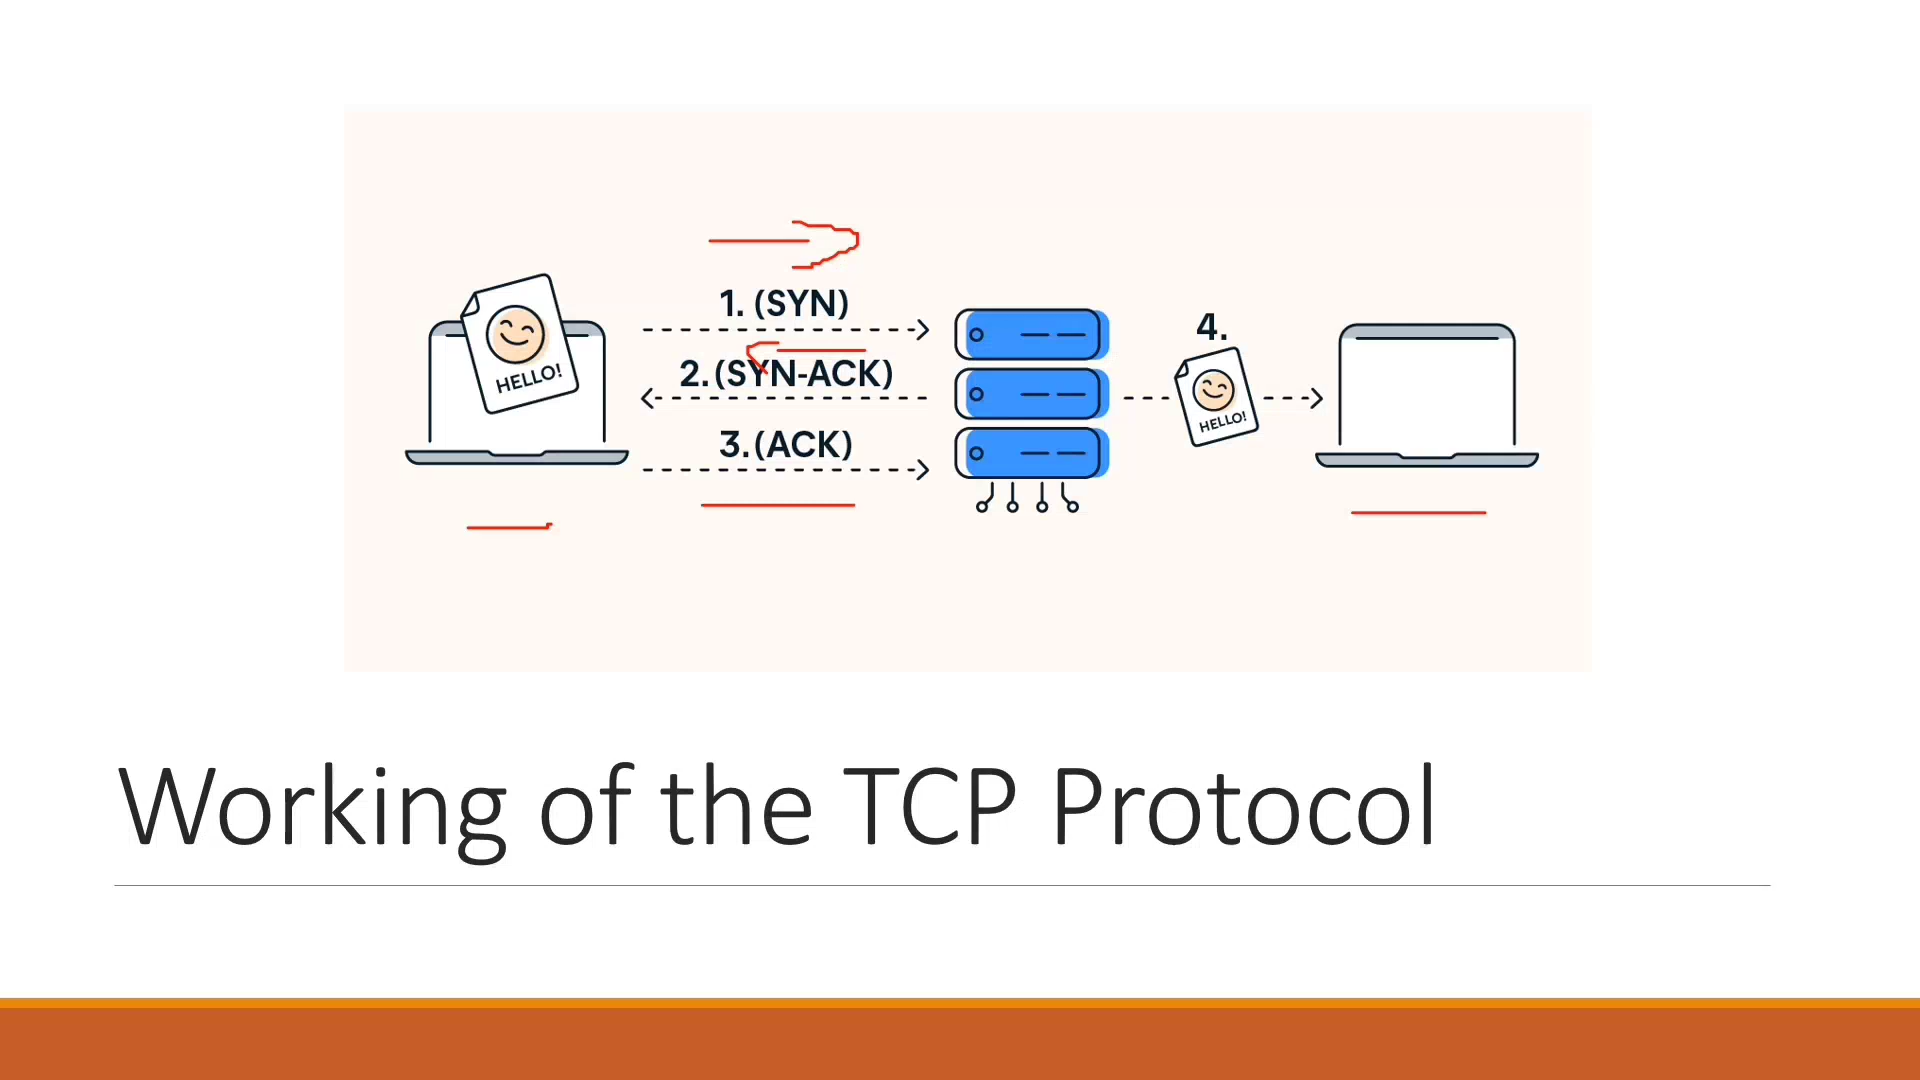 1. (SYN)
2. (SYN-ACK)
3. (ACK)
HELLO!
4.
HELLO!
Working of the TCP Protocol